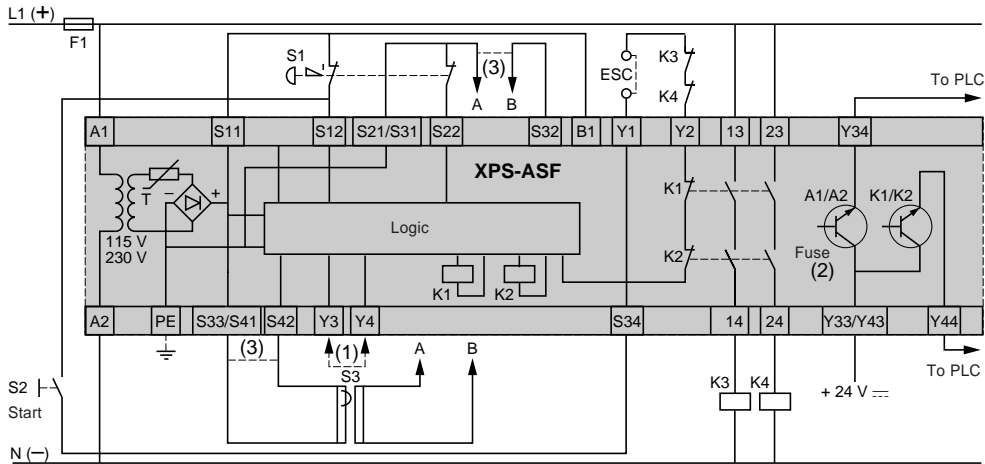 L1 (+)
F1
S1
(3)
A B
ESC
K3
K4
To PLC
A1 S11 S12 S21/S31 S22 S32 B1 Y1 Y2 13 23 Y34
XPS-ASF
T
– +
115 V
230 V
Logic
K1 K2
K1
K2
A1/A2 K1/K2
Fuse
(2)
A2 PE S33/S41 S42 Y3 Y4 S34 14 24 Y33/Y43 Y44
(3)
(1)
S3
A B
To PLC
S2
Start
K3 K4
+ 24 V
N (–)